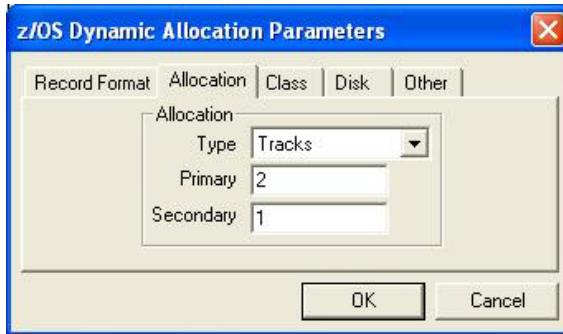 z/OS Dynamic Allocation Parameters
Record Format Allocation Class Disk Other
Allocation
Type Tracks
Primary 2
Secondary 1
OK Cancel